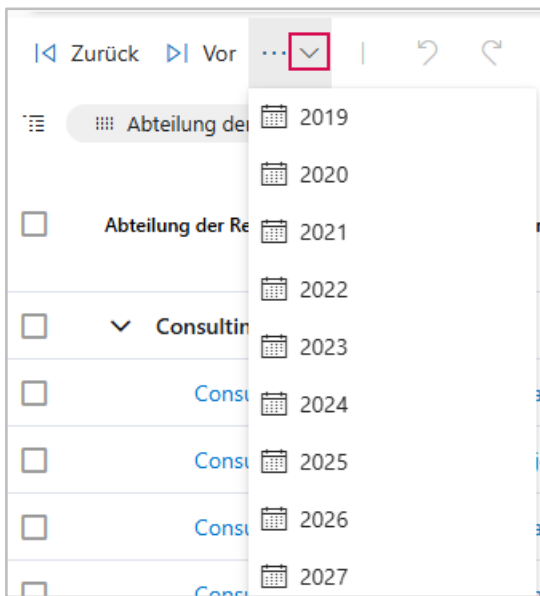 Zurück Vor ...
2019
Abteilung der
2020
Abteilung der Re
2021
2022
Consultin
2023
Consu
2024
Consu
2025
Consu
2026
2027
Consu